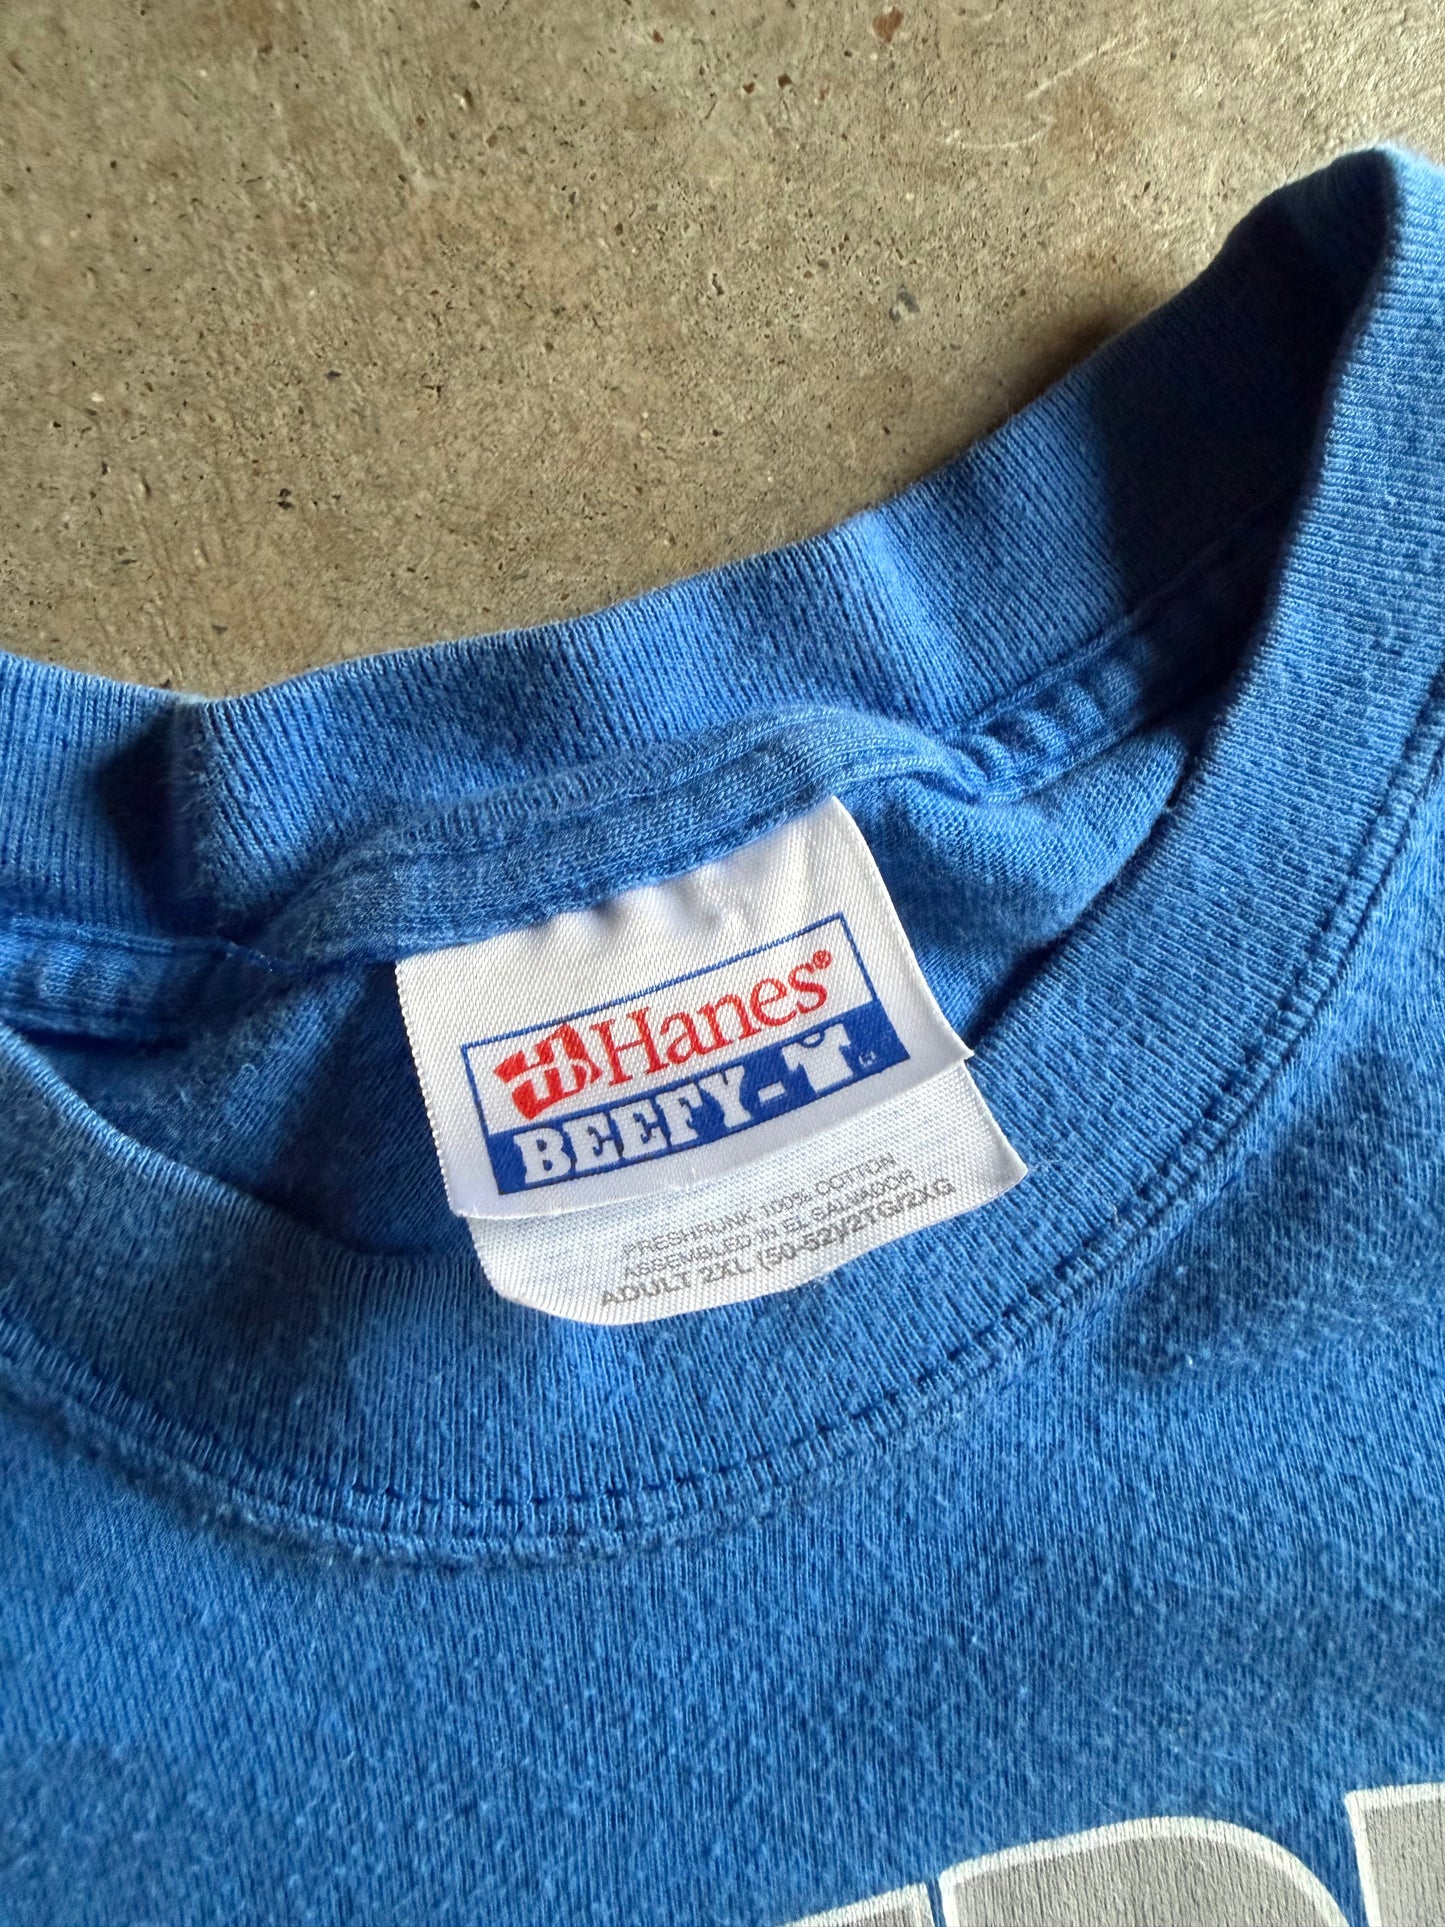 Hanes®
BEEFY-T
PRESHRUNK 100% COTTON
ASSEMBLED IN EL SALVADOR
ADULT 2XL (50-52)/2TG/2XG